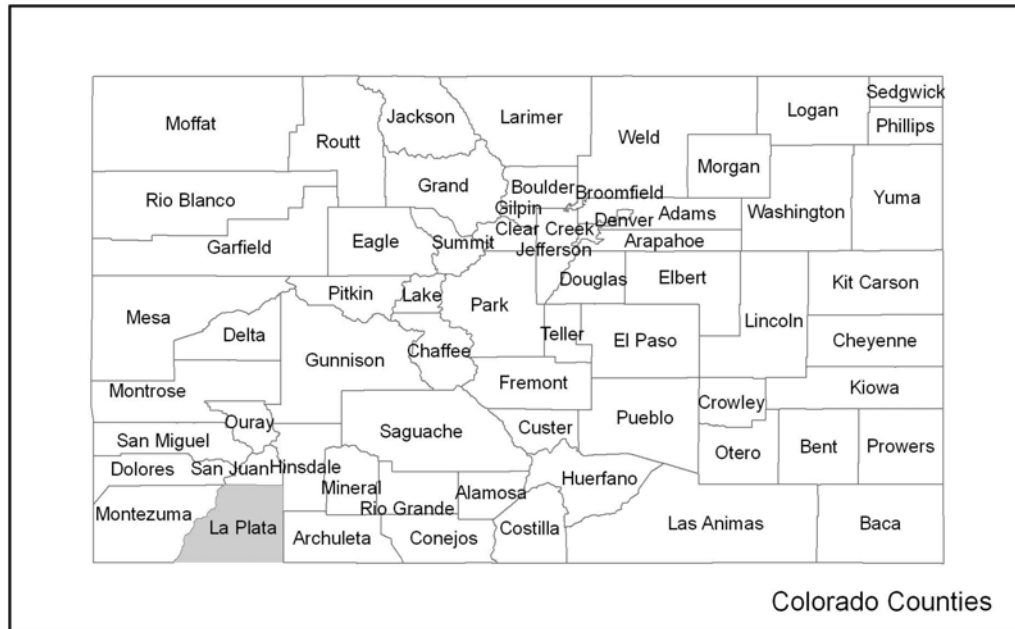 Moffat
Routt
Jackson
Larimer
Weld
Logan
Sedgwick
Phillips
Morgan
Rio Blanco
Grand
Boulder
Broomfield
Gilpin
Adams
Denver
Washington
Yuma
Garfield
Eagle
Summit
Clear Creek
Jefferson
Arapahoe
Mesa
Pitkin
Lake
Park
Douglas
Elbert
Kit Carson
Lincoln
Delta
Gunnison
Chaffee
Teller
El Paso
Cheyenne
Montrose
Fremont
Crowley
Kiowa
Ouray
Saguache
Custer
Pueblo
San Miguel
Otero
Bent
Prowers
Dolores
San Juan
Hinsdale
Mineral
Rio Grande
Alamosa
Huerfano
Montezuma
La Plata
Archuleta
Conejos
Costilla
Las Animas
Baca
Colorado Counties